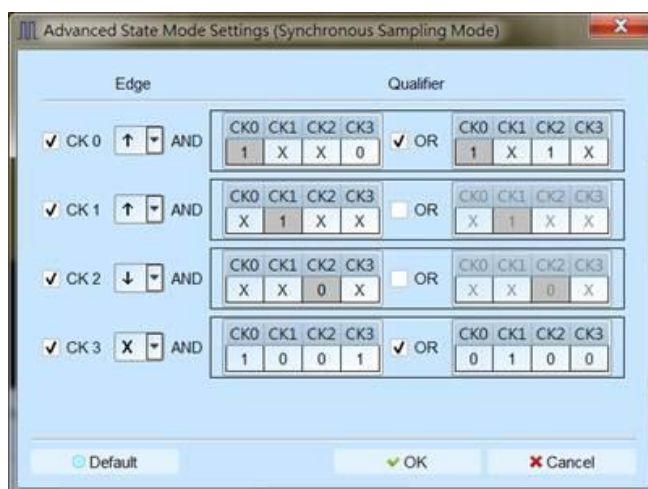 Advanced State Mode Settings (Synchronous Sampling Mode)
Edge Qualifier
CK0 CK1 CK2 CK3 CK0 CK1 CK2 CK3
CK 0 ↑ AND 1 X X 0 OR 1 X 1 X
CK0 CK1 CK2 CK3 CK0 CK1 CK2 CK3
CK 1 ↑ AND X 1 X X OR X 1 X X
CK0 CK1 CK2 CK3 CK0 CK1 CK2 CK3
CK 2 ↓ AND X X 0 X OR X X 0 X
CK0 CK1 CK2 CK3 CK0 CK1 CK2 CK3
CK 3 X AND 1 0 0 1 OR 0 1 0 0
Default OK Cancel